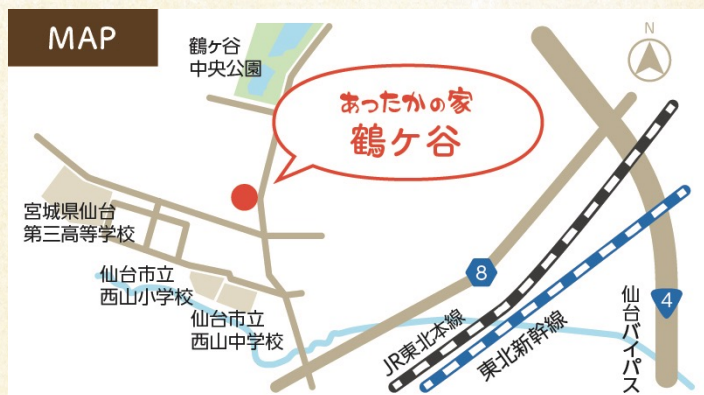 MAP
鶴ケ谷
中央公園
N
あったかの家
鶴ケ谷
宮城県仙台
第三高等学校
仙台市立
西山小学校
仙台市立
西山中学校
8
JR東北本線
東北新幹線
4
仙台バイパス